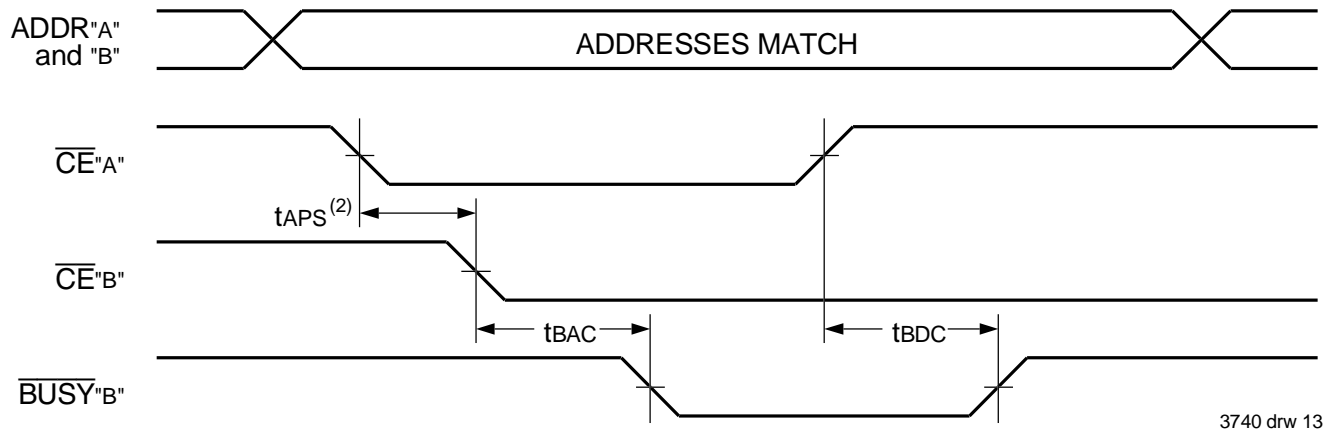 ADDR"A"
and "B"
ADDRESSES MATCH
CE"A"
tAPS(2)
CE"B"
tBAC
tBDC
BUSY"B"
3740 drw 13